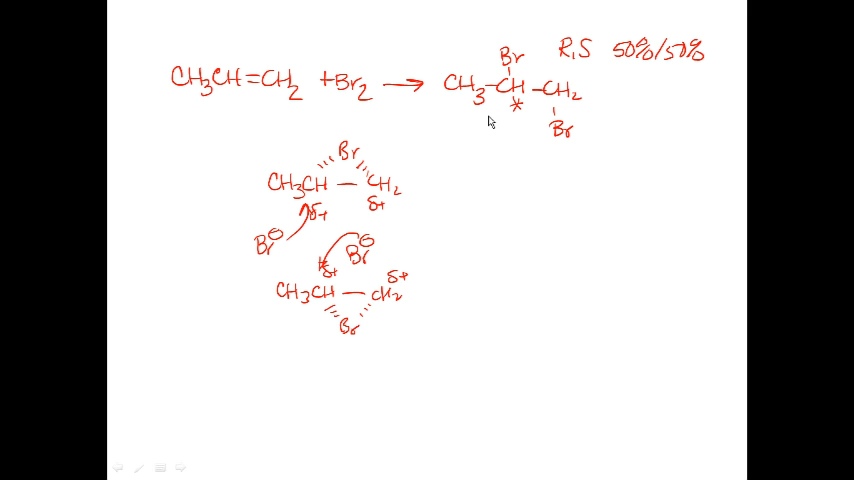 CH₃CH=CH₂ +Br₂ → CH₃-CH-CH₂ R,S 50%/50%
Br
*
Br
Br
CH₃CH — CH₂
δ+ δ+
Br⊖
Br⊖
* δ+ δ+
CH₃CH — CH₂
Br